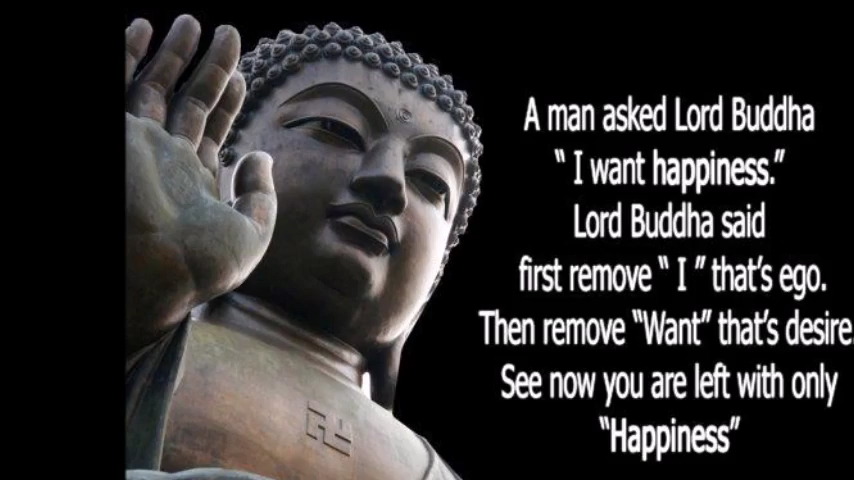 A man asked Lord Buddha
“ I want happiness.”
Lord Buddha said
first remove “ I ” that’s ego.
Then remove “Want” that’s desire.
See now you are left with only
“Happiness”